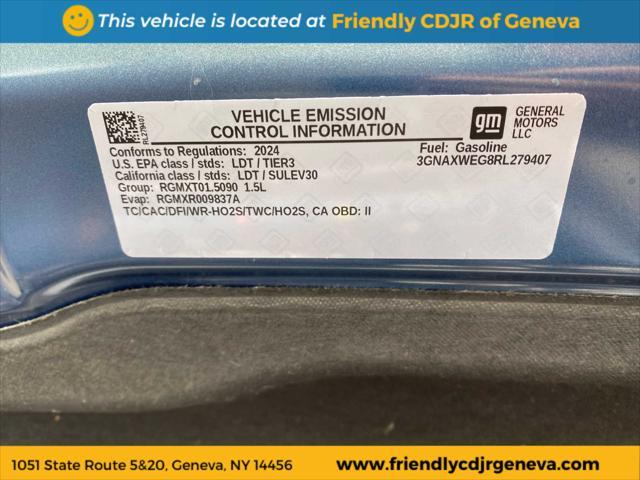 This vehicle is located at Friendly CDJR of Geneva
RL279407
VEHICLE EMISSION
CONTROL INFORMATION
gm
GENERAL
MOTORS
LLC
Conforms to Regulations: 2024
Fuel: Gasoline
U.S. EPA class / stds: LDT / TIER3
3GNAXWEG8RL279407
California class / stds: LDT / SULEV30
Group: RGMXT01.5090 1.5L
Evap: RGMXR009837A
TC/CAC/DFI/WR-HO2S/TWC/HO2S, CA OBD: II
1051 State Route 5&20, Geneva, NY 14456
www.friendlycdjrgeneva.com